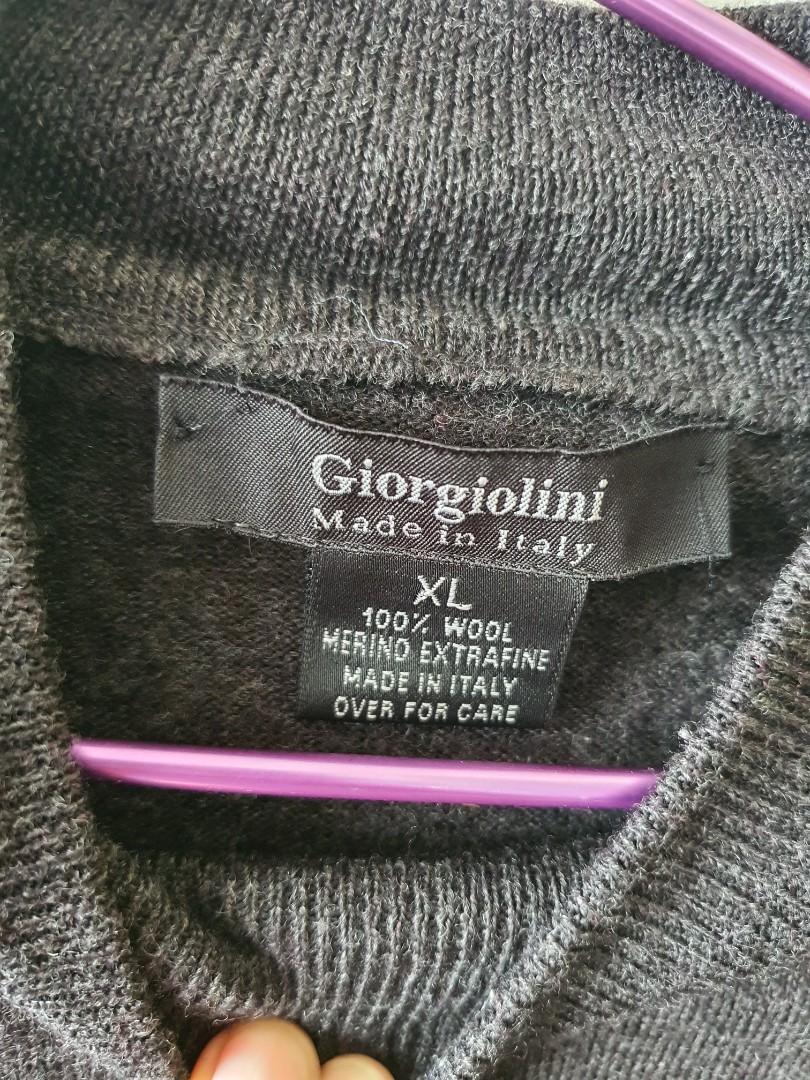 Giorgiolini
Made in Italy
XL
100% WOOL
MERINO EXTRAFINE
MADE IN ITALY
OVER FOR CARE